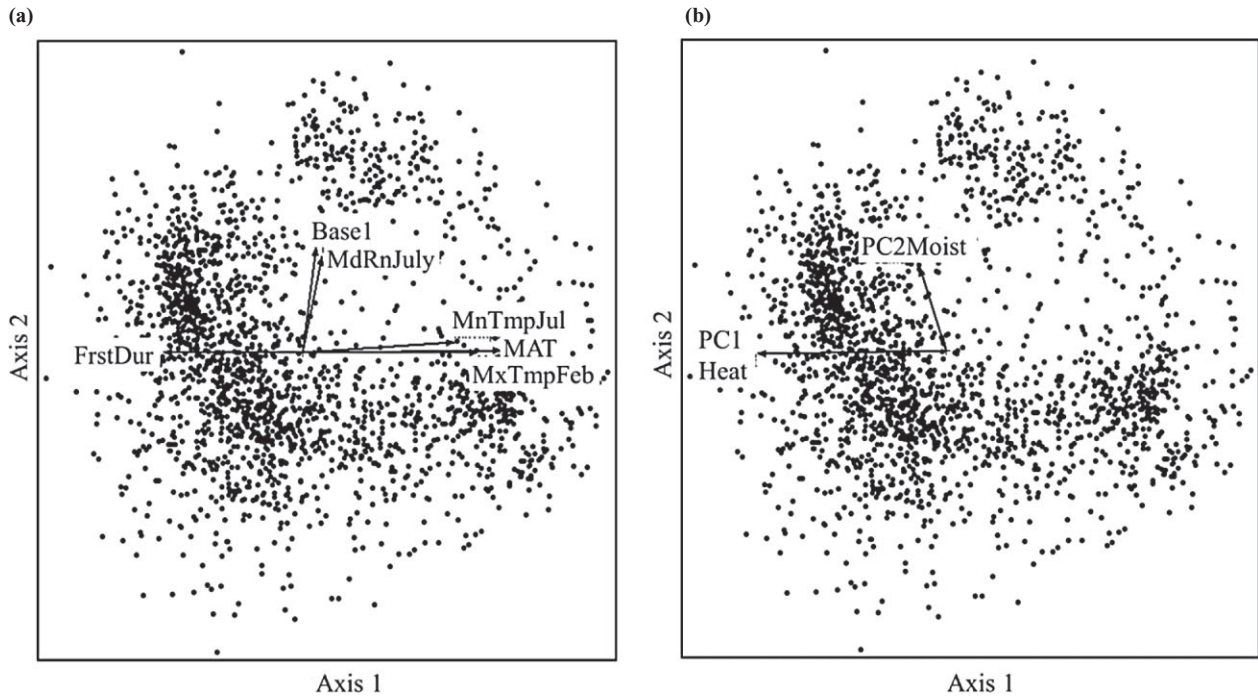 (a)
Base1
MdRnJuly
MnTmpJul
FrstDur
MAT
MxTmpFeb
Axis 2
Axis 1
(b)
PC2Moist
PC1
Heat
Axis 2
Axis 1